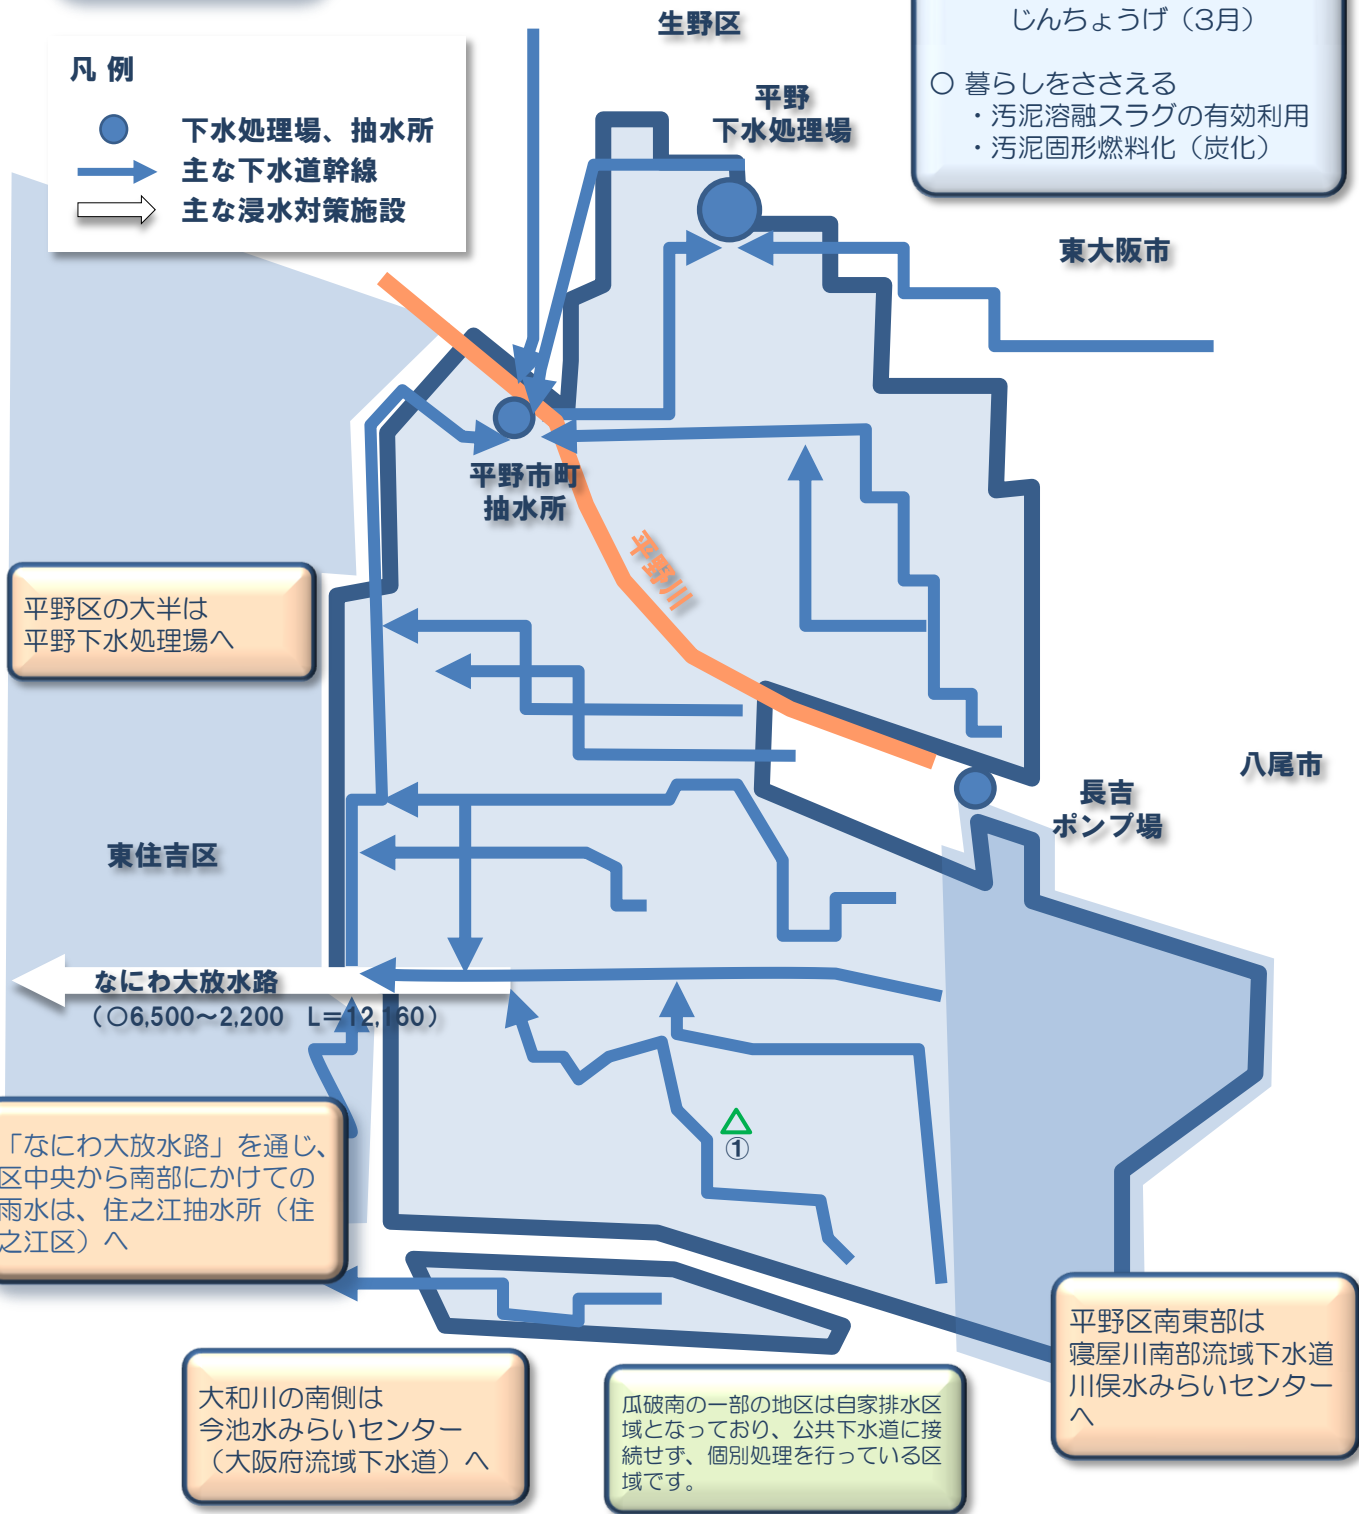 生野区
じんちょうげ（3月）
○ 暮らしをささえる
・汚泥溶融スラグの有効利用
・汚泥固形燃料化（炭化）
凡 例
下水処理場、抽水所
主な下水道幹線
主な浸水対策施設
平野
下水処理場
東大阪市
平野市町
抽水所
平野川
平野区の大半は
平野下水処理場へ
八尾市
長吉
ポンプ場
東住吉区
なにわ大放水路
（○6,500～2,200　L=12,160）
①
「なにわ大放水路」を通じ、
区中央から南部にかけての
雨水は、住之江抽水所（住
之江区）へ
平野区南東部は
寝屋川南部流域下水道
川俣水みらいセンター
へ
大和川の南側は
今池水みらいセンター
（大阪府流域下水道）へ
瓜破南の一部の地区は自家排水区
域となっており、公共下水道に接
続せず、個別処理を行っている区
域です。